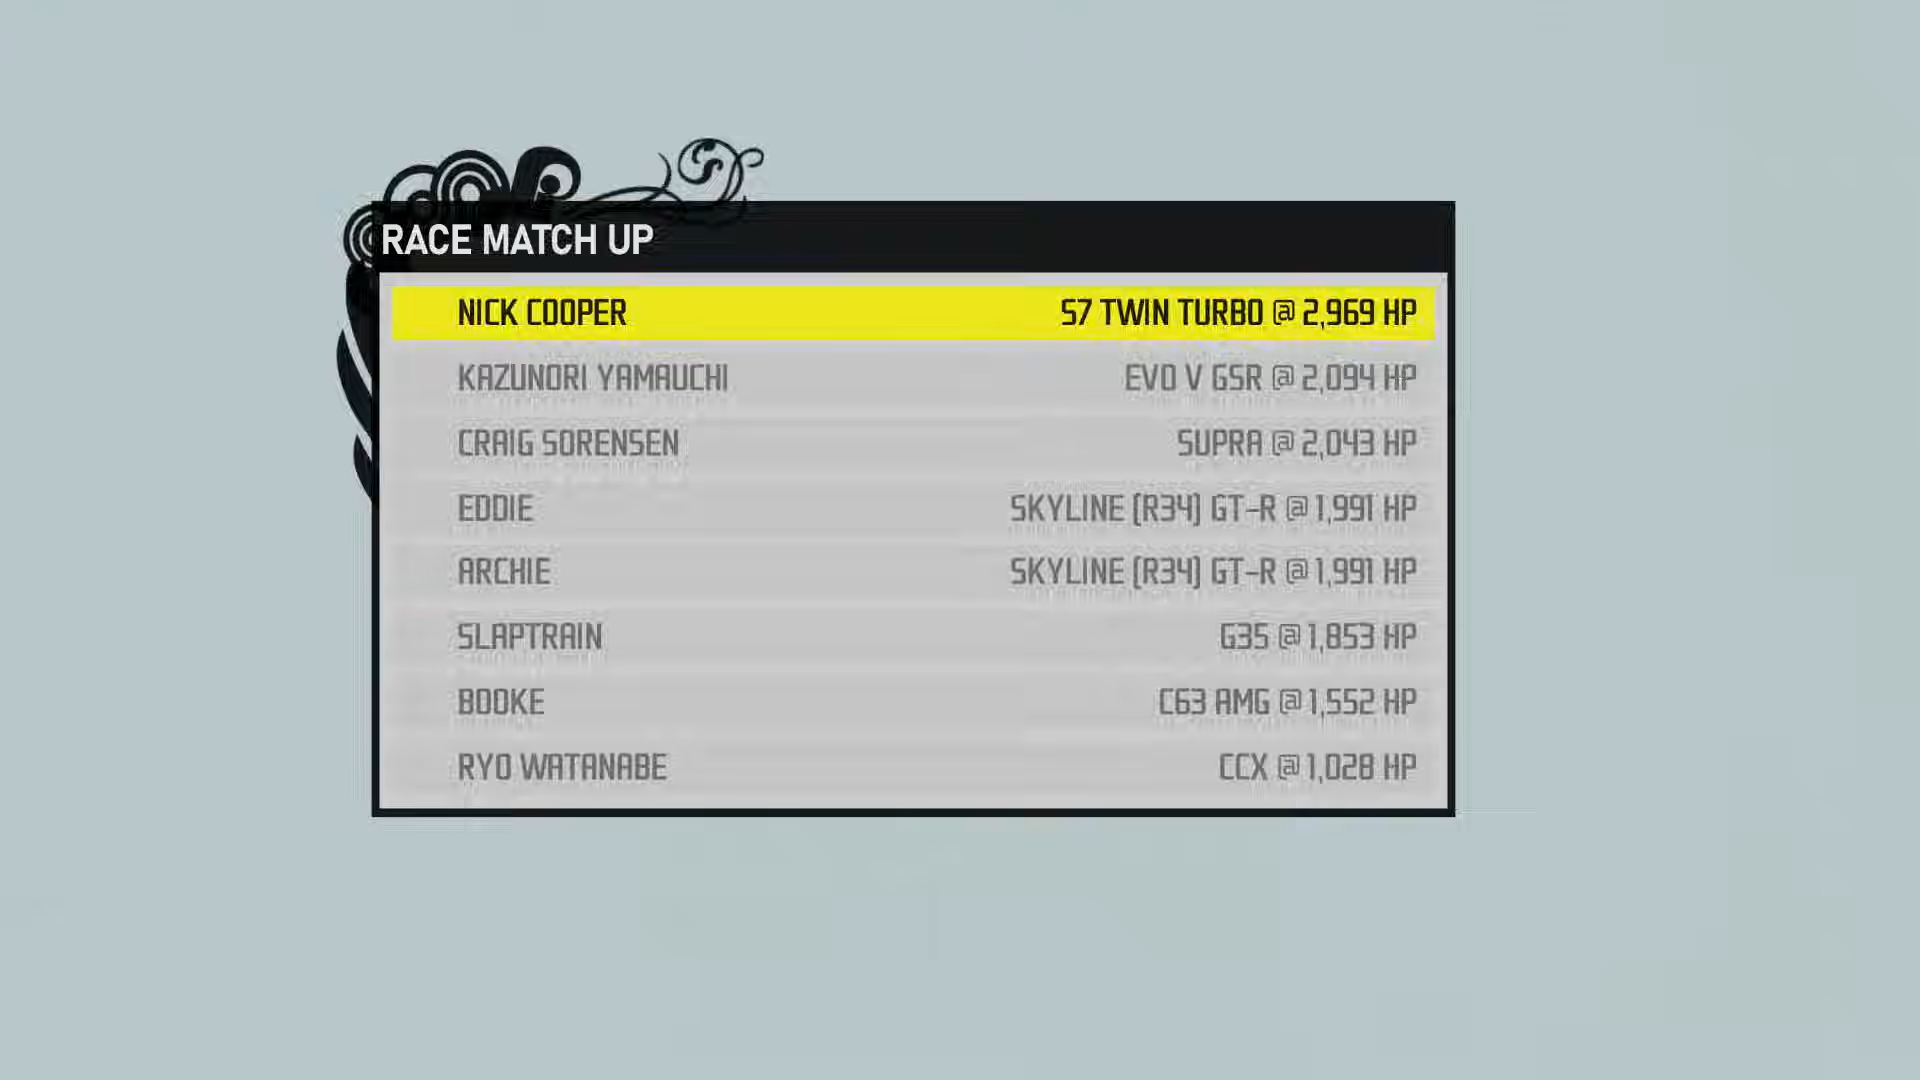 RACE MATCH UP
NICK COOPER S7 TWIN TURBO @ 2,969 HP
KAZUNORI YAMAUCHI EVO V GSR @ 2,094 HP
CRAIG SORENSEN SUPRA @ 2,043 HP
EDDIE SKYLINE (R34) GT-R @ 1,991 HP
ARCHIE SKYLINE (R34) GT-R @ 1,991 HP
SLAPTRAIN G35 @ 1,853 HP
BOOKE C63 AMG @ 1,552 HP
RYO WATANABE CCX @ 1,028 HP